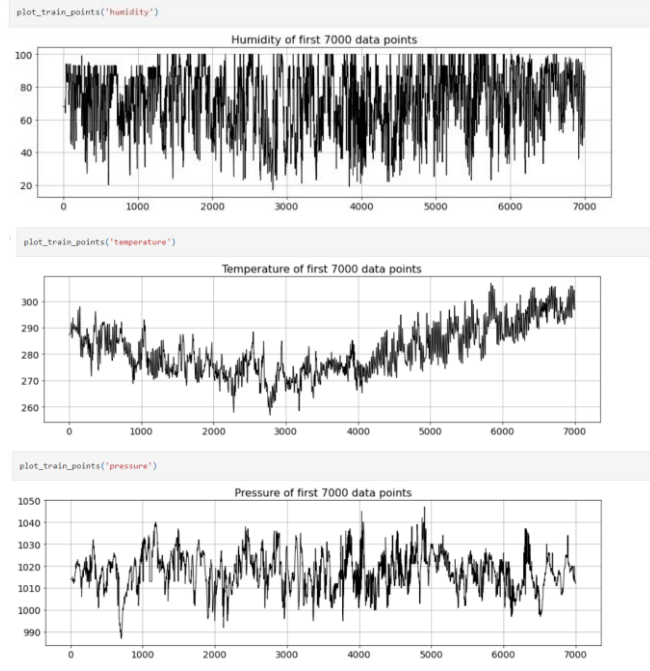 plot_train_points('humidity')
Humidity of first 7000 data points
100
80
60
40
20
0 1000 2000 3000 4000 5000 6000 7000
plot_train_points('temperature')
Temperature of first 7000 data points
300
290
280
270
260
0 1000 2000 3000 4000 5000 6000 7000
plot_train_points('pressure')
Pressure of first 7000 data points
1050
1040
1030
1020
1010
1000
990
0 1000 2000 3000 4000 5000 6000 7000